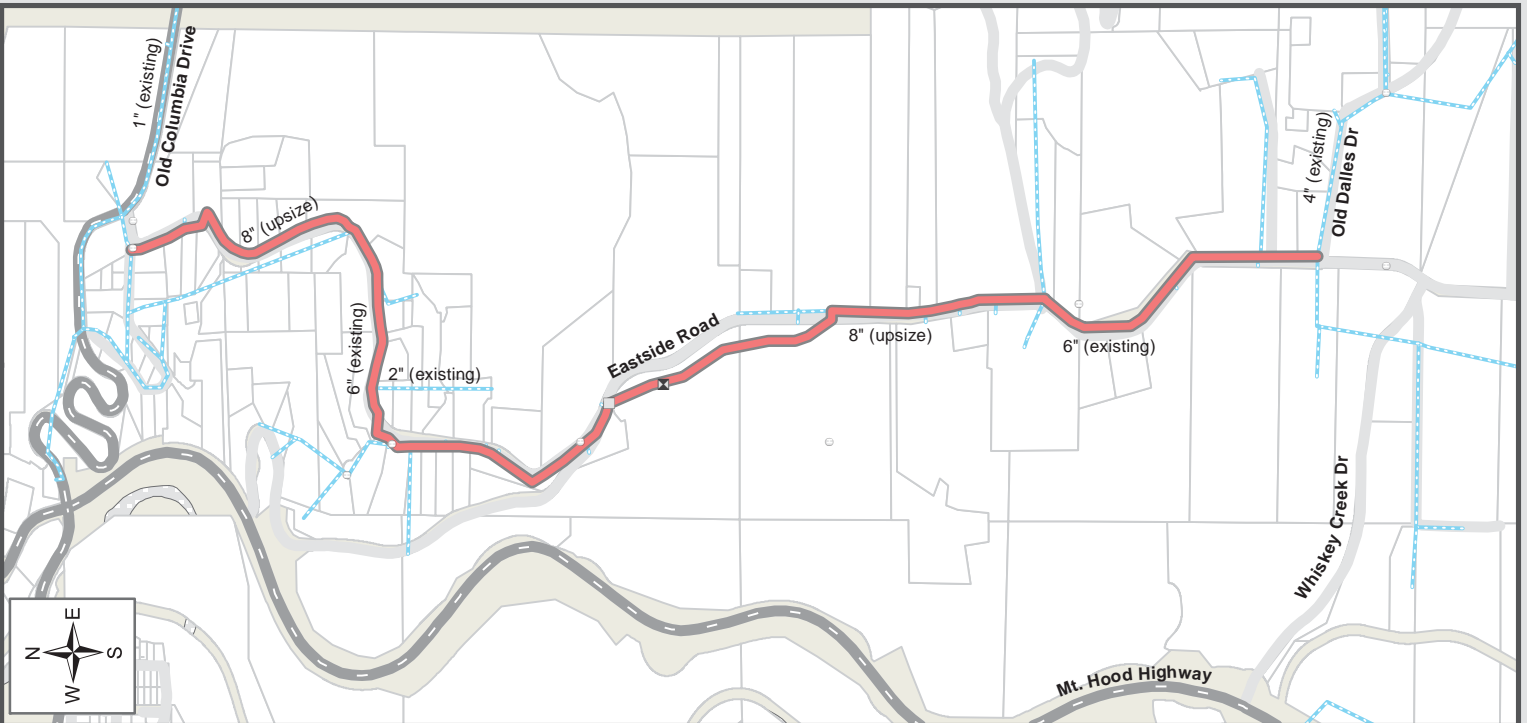 1" (existing)
Old Columbia Drive
8" (upsize)
6" (existing)
2" (existing)
Eastside Road
8" (upsize)
6" (existing)
4" (existing)
Old Dalles Dr
Whiskey Creek Dr
Mt. Hood Highway
E
N
S
W